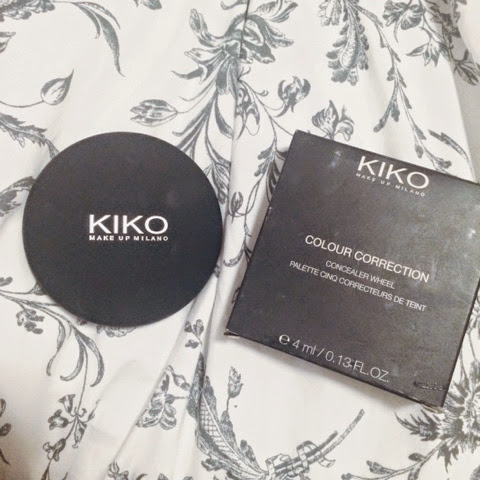 KIKO
MAKE UP MILANO
KIKO
MAKE UP MILANO
COLOUR CORRECTION
CONCEALER WHEEL
PALETTE CINQ CORRECTEURS DE TEINT
e 4 ml / 0.13 FL.OZ.